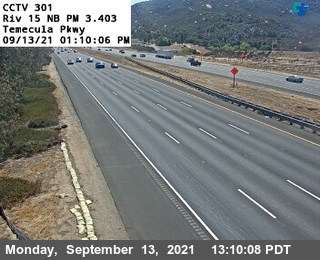 CCTV 301
Riv 15 NB PM 3.403
Temecula Pkwy
09/13/21 01:10:06 PM
Monday, September 13, 2021 13:10:08 PDT